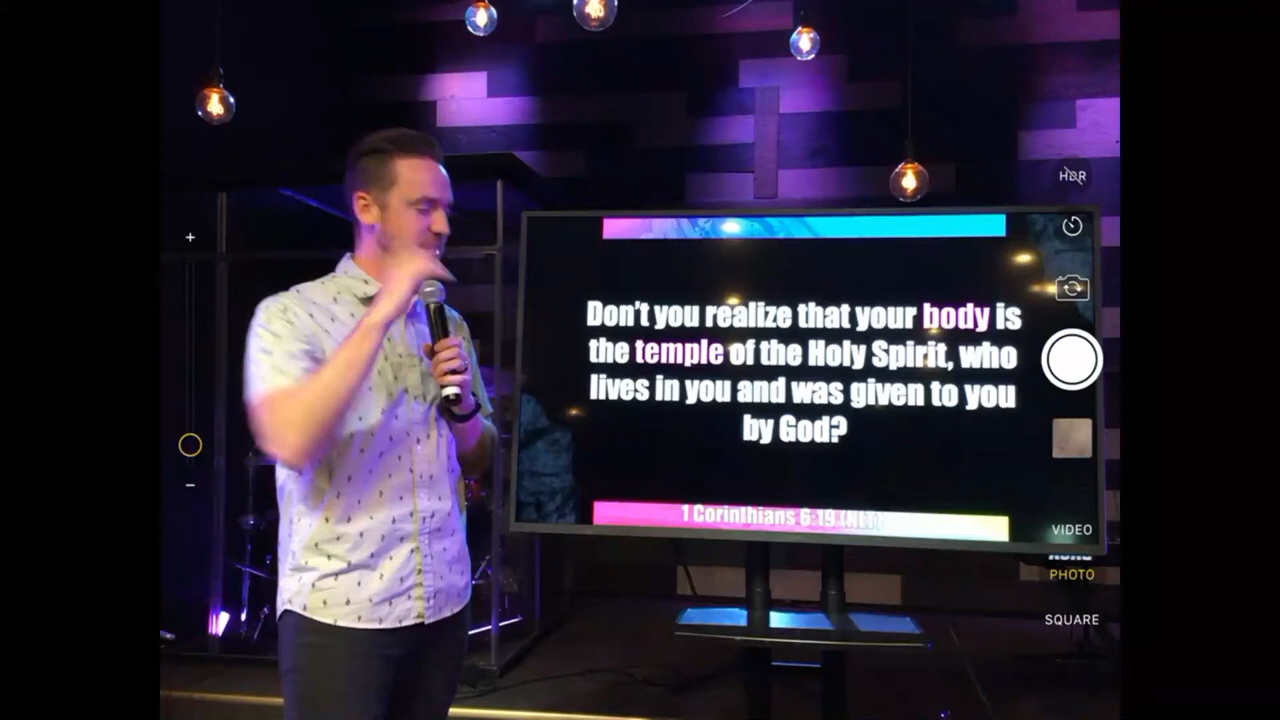 HDR
Don't you realize that your body is
the temple of the Holy Spirit, who
lives in you and was given to you
by God?
1 Corinthians 6:19 (NLT)
VIDEO
PHOTO
SQUARE